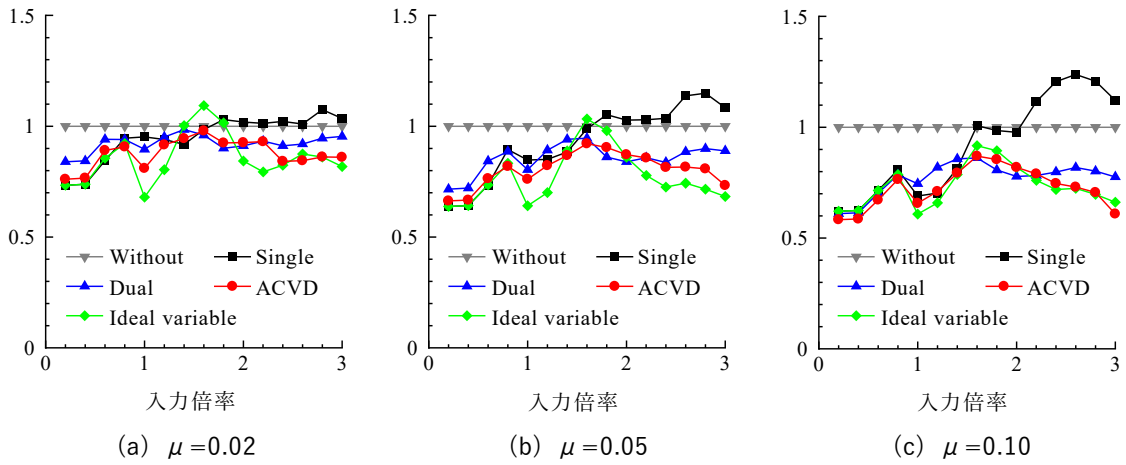 1.5
1
0.5
0
Without Single
Dual ACVD
Ideal variable
0 1 2 3
入力倍率
(a) μ=0.02
1.5
1
0.5
0
Without Single
Dual ACVD
Ideal variable
0 1 2 3
入力倍率
(b) μ=0.05
1.5
1
0.5
0
Without Single
Dual ACVD
Ideal variable
0 1 2 3
入力倍率
(c) μ=0.10